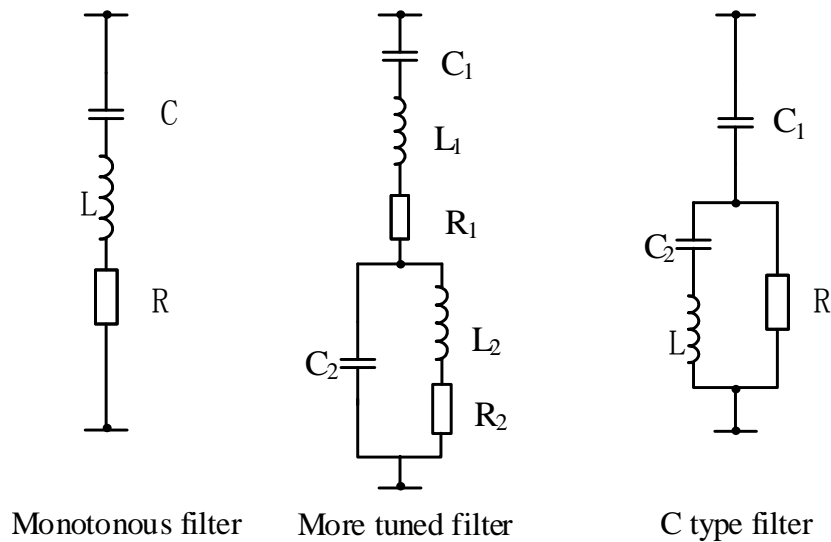 C
L
R
Monotonous filter
C₁
L₁
R₁
C₂
L₂
R₂
More tuned filter
C₁
C₂
L
R
C type filter